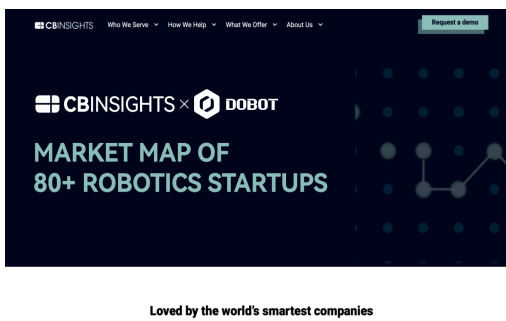 CBINSIGHTS Who We Serve How We Help What We Offer About Us Request a demo
CBINSIGHTS × DOBOT
MARKET MAP OF
80+ ROBOTICS STARTUPS
Loved by the world's smartest companies